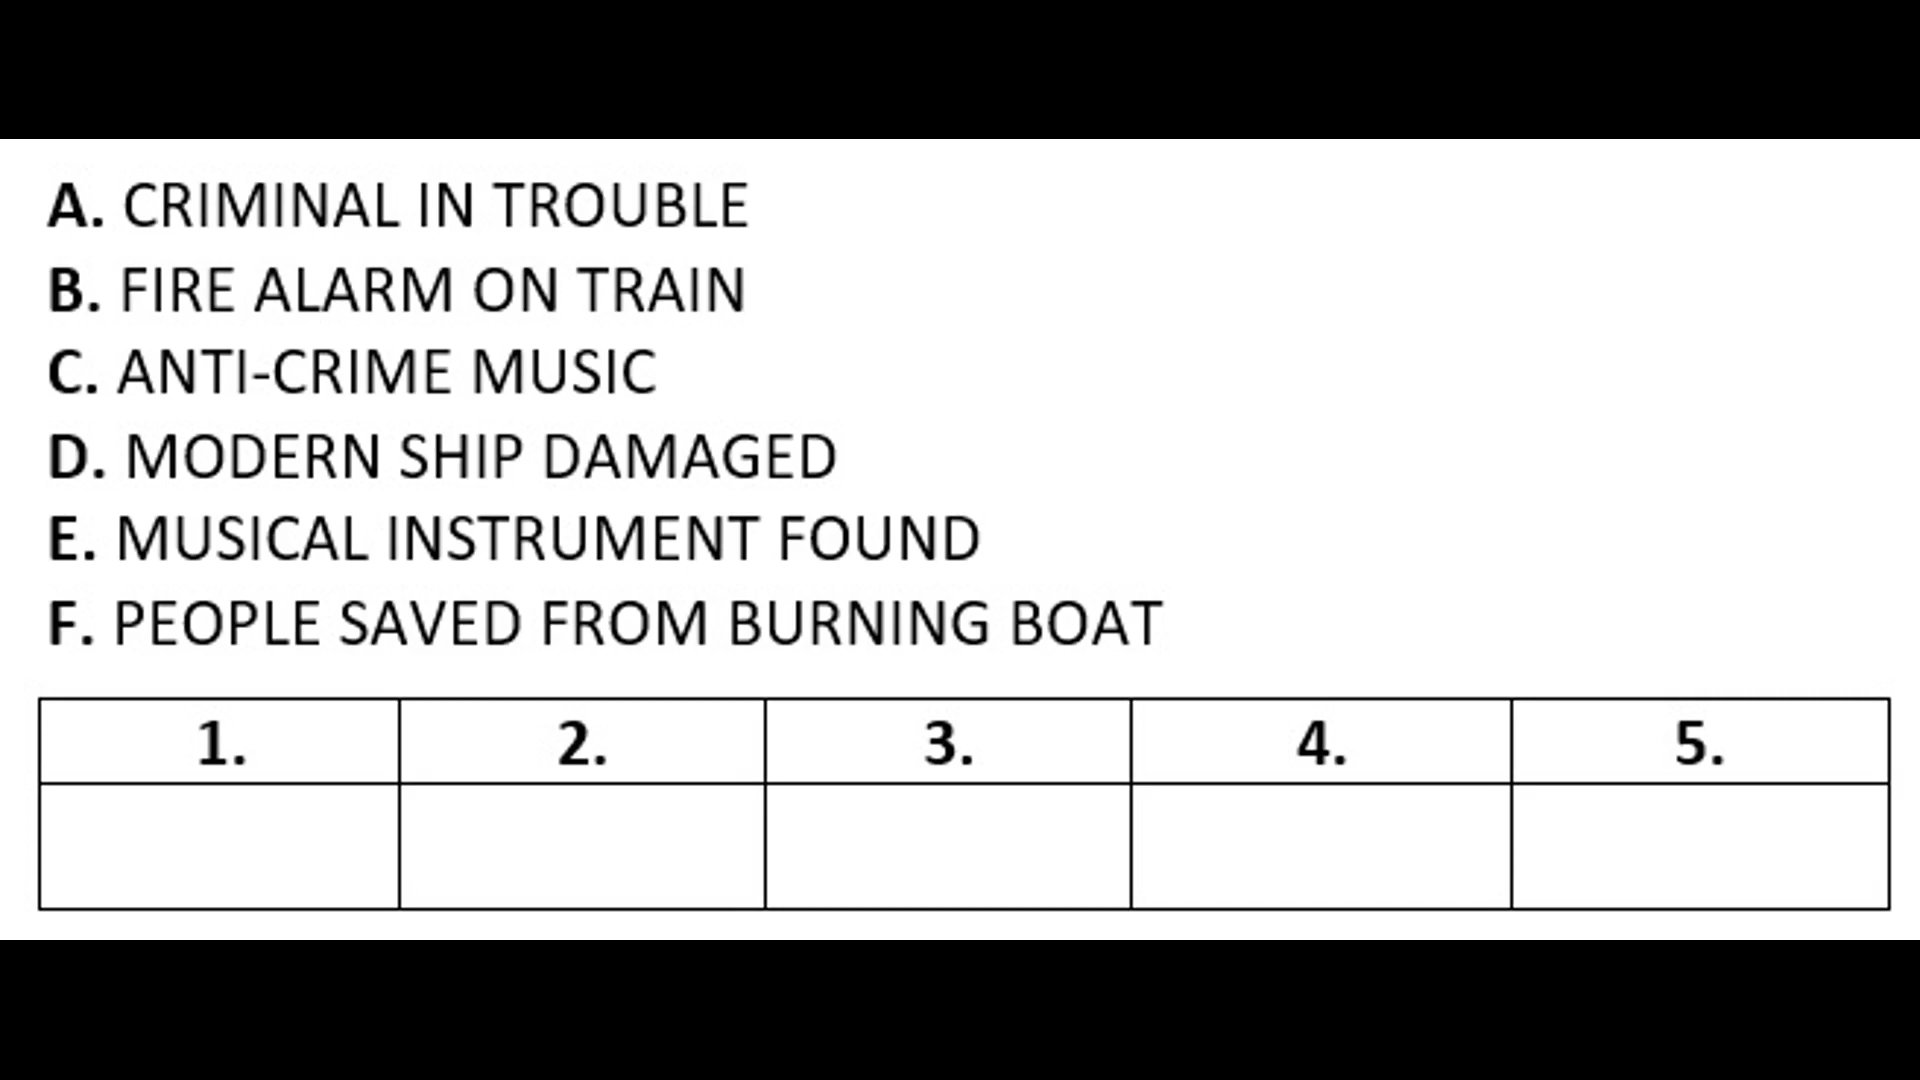 A. CRIMINAL IN TROUBLE
B. FIRE ALARM ON TRAIN
C. ANTI-CRIME MUSIC
D. MODERN SHIP DAMAGED
E. MUSICAL INSTRUMENT FOUND
F. PEOPLE SAVED FROM BURNING BOAT
1. 2. 3. 4. 5.